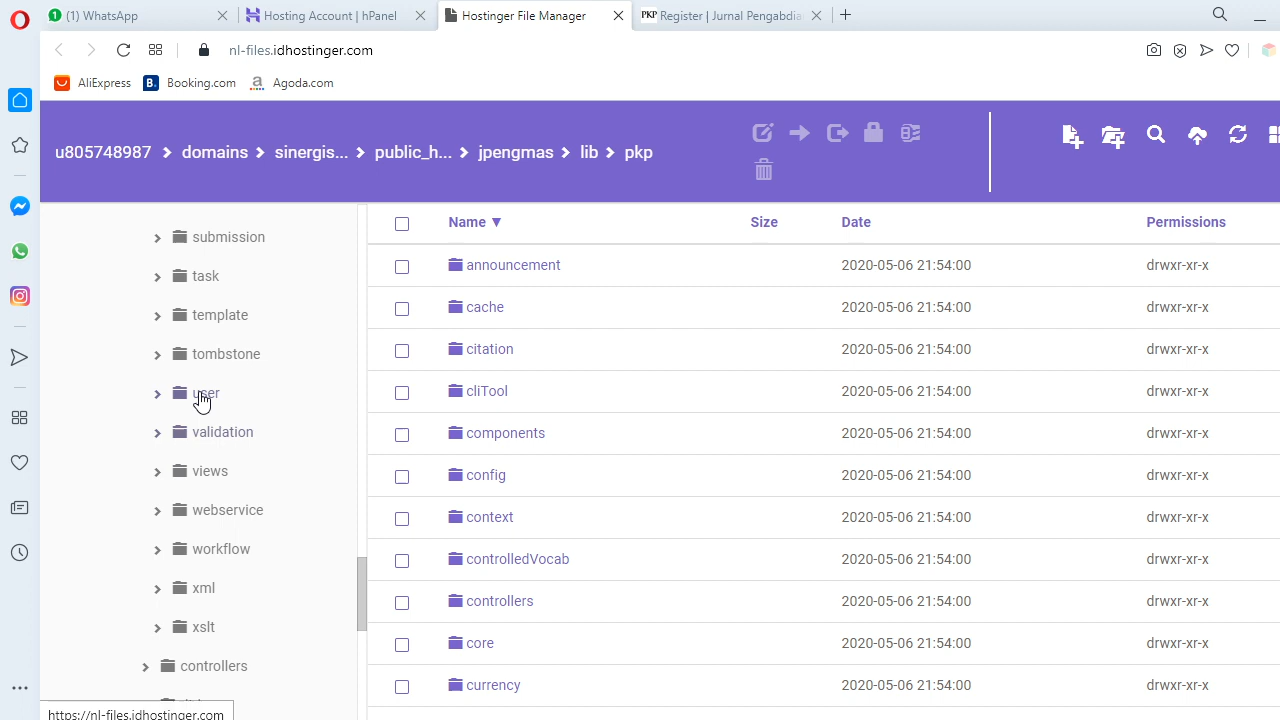 (1) WhatsApp
Hosting Account | hPanel
Hostinger File Manager
PKP Register | Jurnal Pengabdia
nl-files.idhostinger.com
AliExpress
B. Booking.com
a Agoda.com
u805748987 > domains > sinergis... > public_h... > jpengmas > lib > pkp
submission
task
template
tombstone
user
validation
views
webservice
workflow
xml
xslt
controllers
https://nl-files.idhostinger.com
Name ▼ Size Date Permissions
announcement 2020-05-06 21:54:00 drwxr-xr-x
cache 2020-05-06 21:54:00 drwxr-xr-x
citation 2020-05-06 21:54:00 drwxr-xr-x
cliTool 2020-05-06 21:54:00 drwxr-xr-x
components 2020-05-06 21:54:00 drwxr-xr-x
config 2020-05-06 21:54:00 drwxr-xr-x
context 2020-05-06 21:54:00 drwxr-xr-x
controlledVocab 2020-05-06 21:54:00 drwxr-xr-x
controllers 2020-05-06 21:54:00 drwxr-xr-x
core 2020-05-06 21:54:00 drwxr-xr-x
currency 2020-05-06 21:54:00 drwxr-xr-x